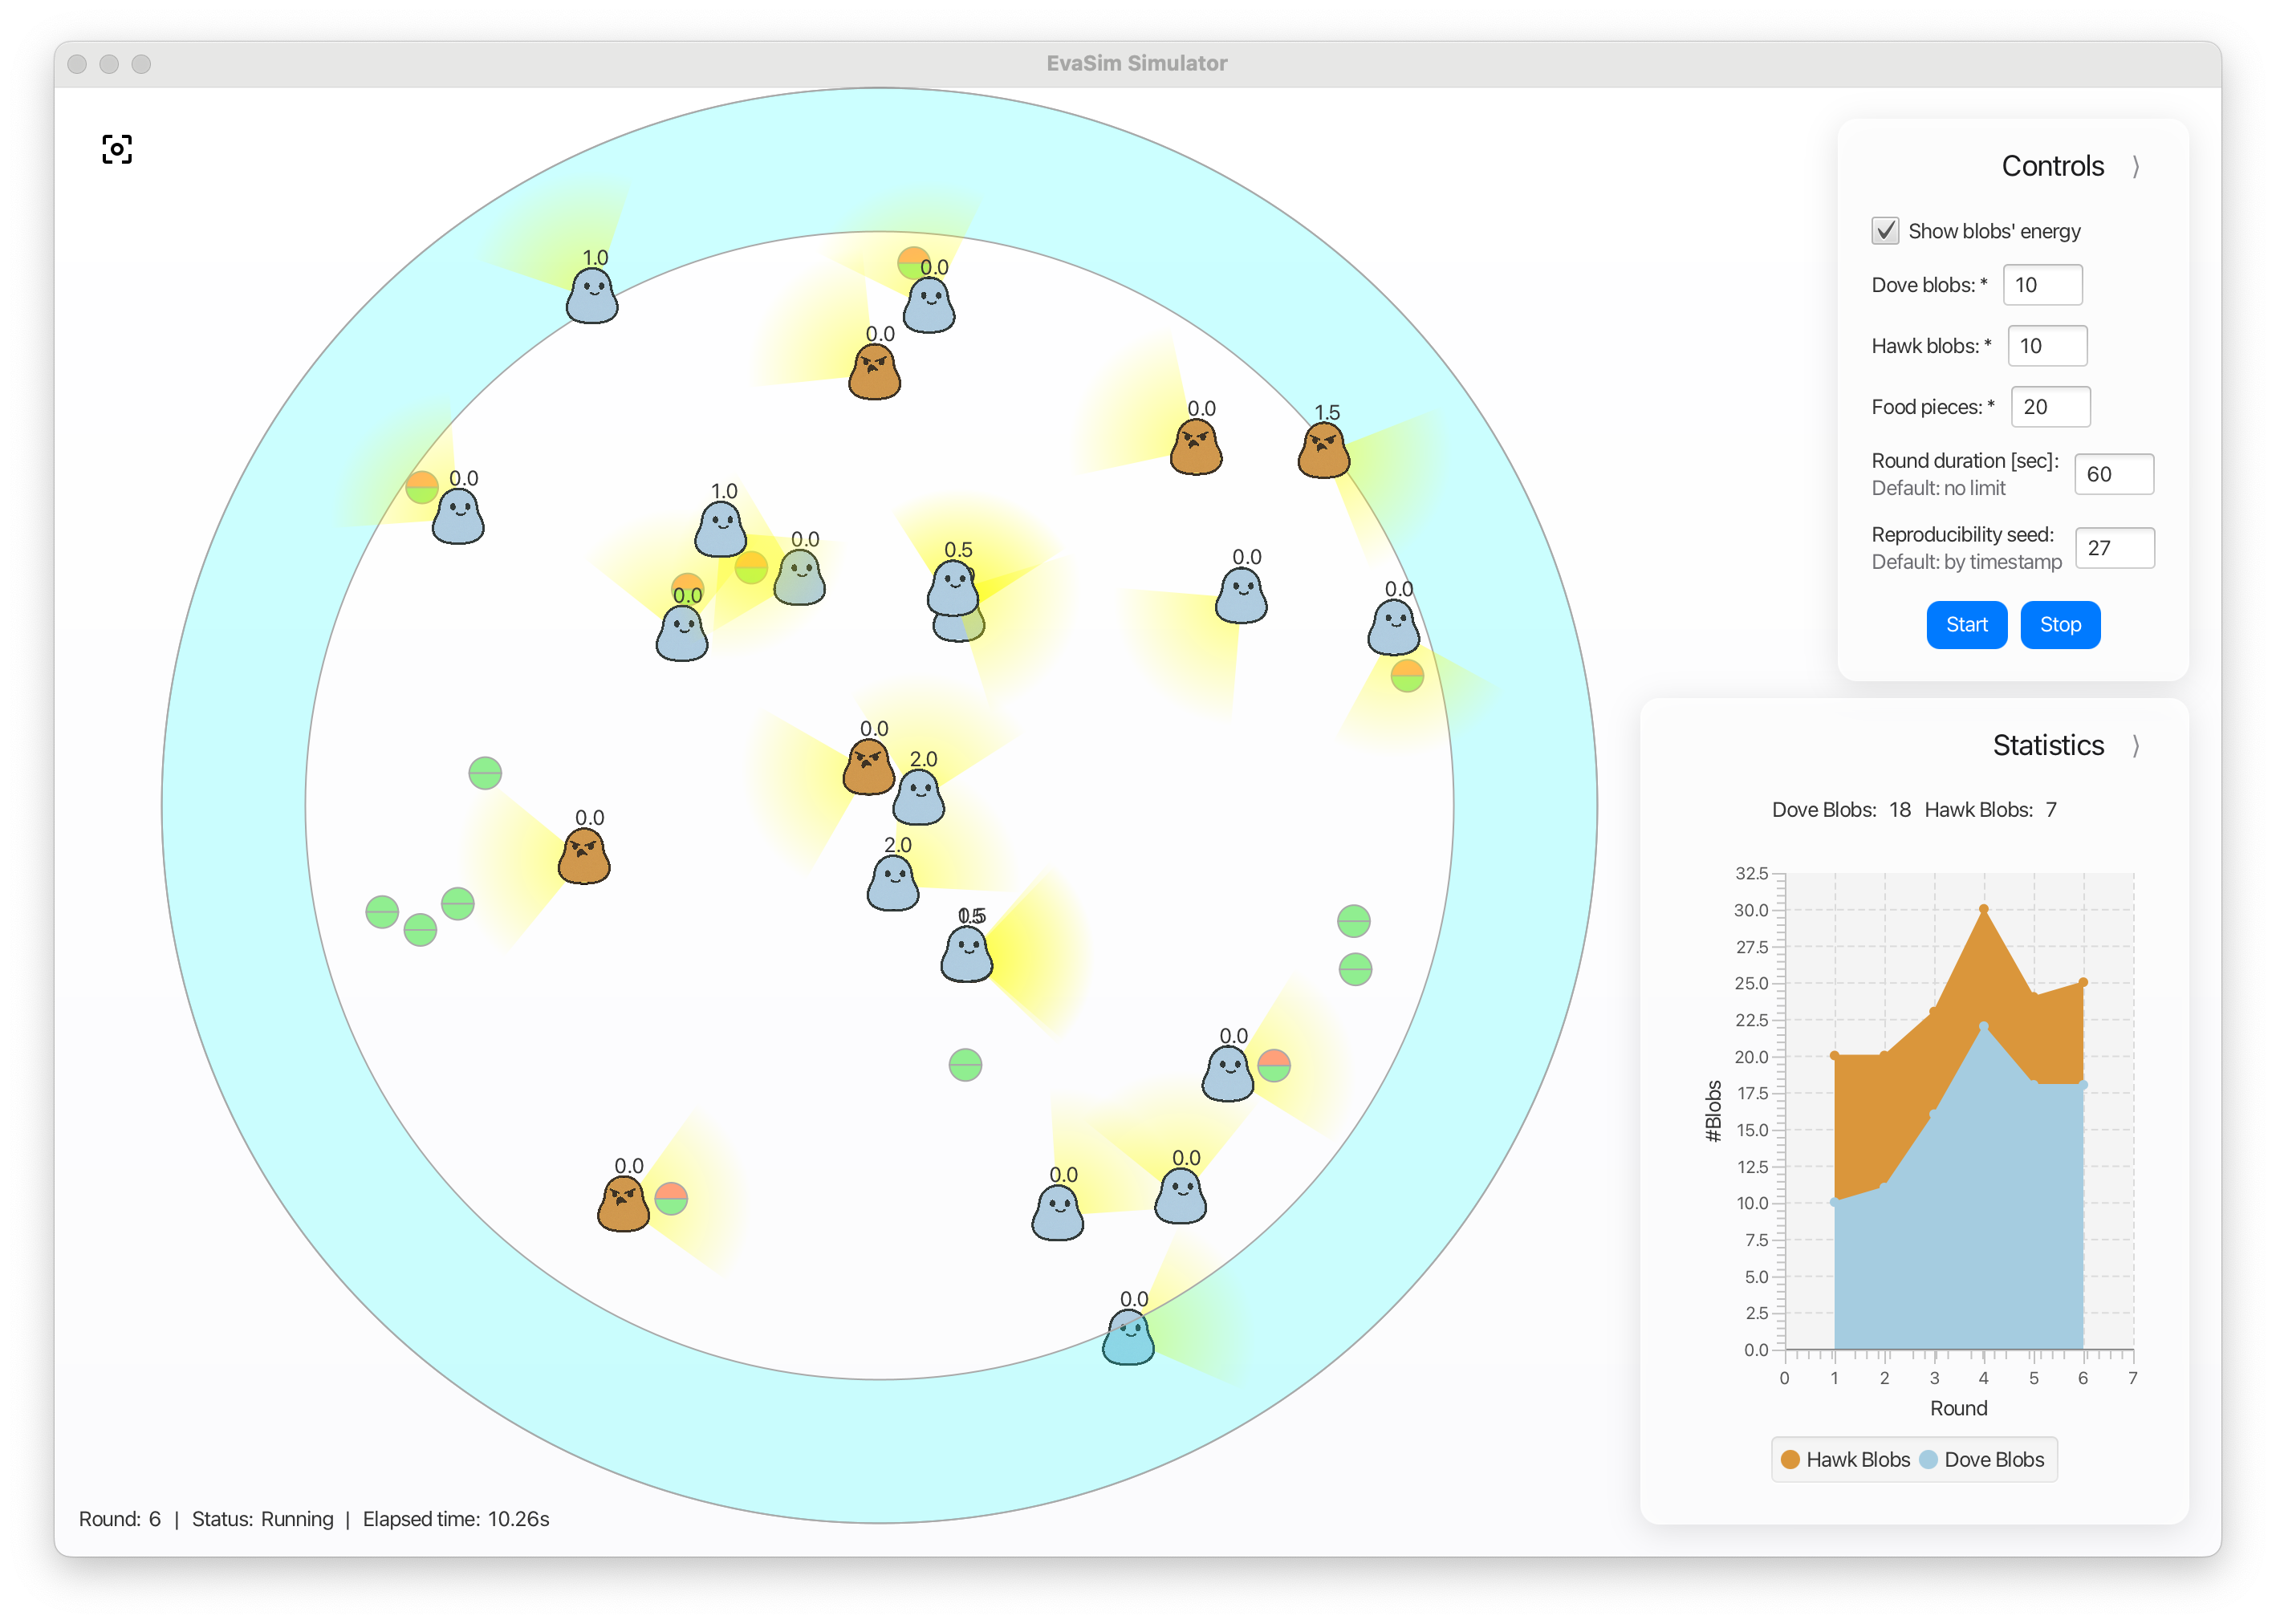 EvaSim Simulator
Controls ⟩
Show blobs' energy
Dove blobs: * 10
Hawk blobs: * 10
Food pieces: * 20
Round duration [sec]: 60
Default: no limit
Reproducibility seed: 27
Default: by timestamp
Start Stop
Statistics ⟩
Dove Blobs: 18 Hawk Blobs: 7
32.5
30.0
27.5
25.0
22.5
20.0
17.5
15.0
12.5
10.0
7.5
5.0
2.5
0.0
#Blobs
0 1 2 3 4 5 6 7
Round
Hawk Blobs Dove Blobs
1.0
0.0
0.0
0.0
1.5
0.0
1.0
0.0
0.5
0.0
0.0
0.0
0.0
2.0
0.0
2.0
0.0
0.0
0.0
0.0
0.0
Round: 6 | Status: Running | Elapsed time: 10.26s